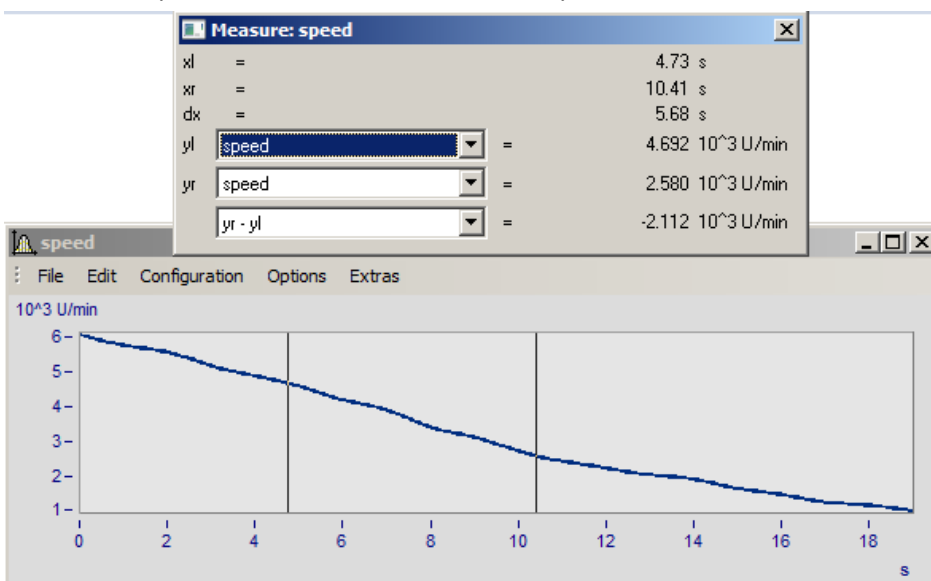 Measure: speed
xl = 4.73 s
xr = 10.41 s
dx = 5.68 s
yl speed = 4.692 10^3 U/min
yr speed = 2.580 10^3 U/min
yr - yl = -2.112 10^3 U/min
speed
File Edit Configuration Options Extras
10^3 U/min
6
5
4
3
2
1
0 2 4 6 8 10 12 14 16 18
s